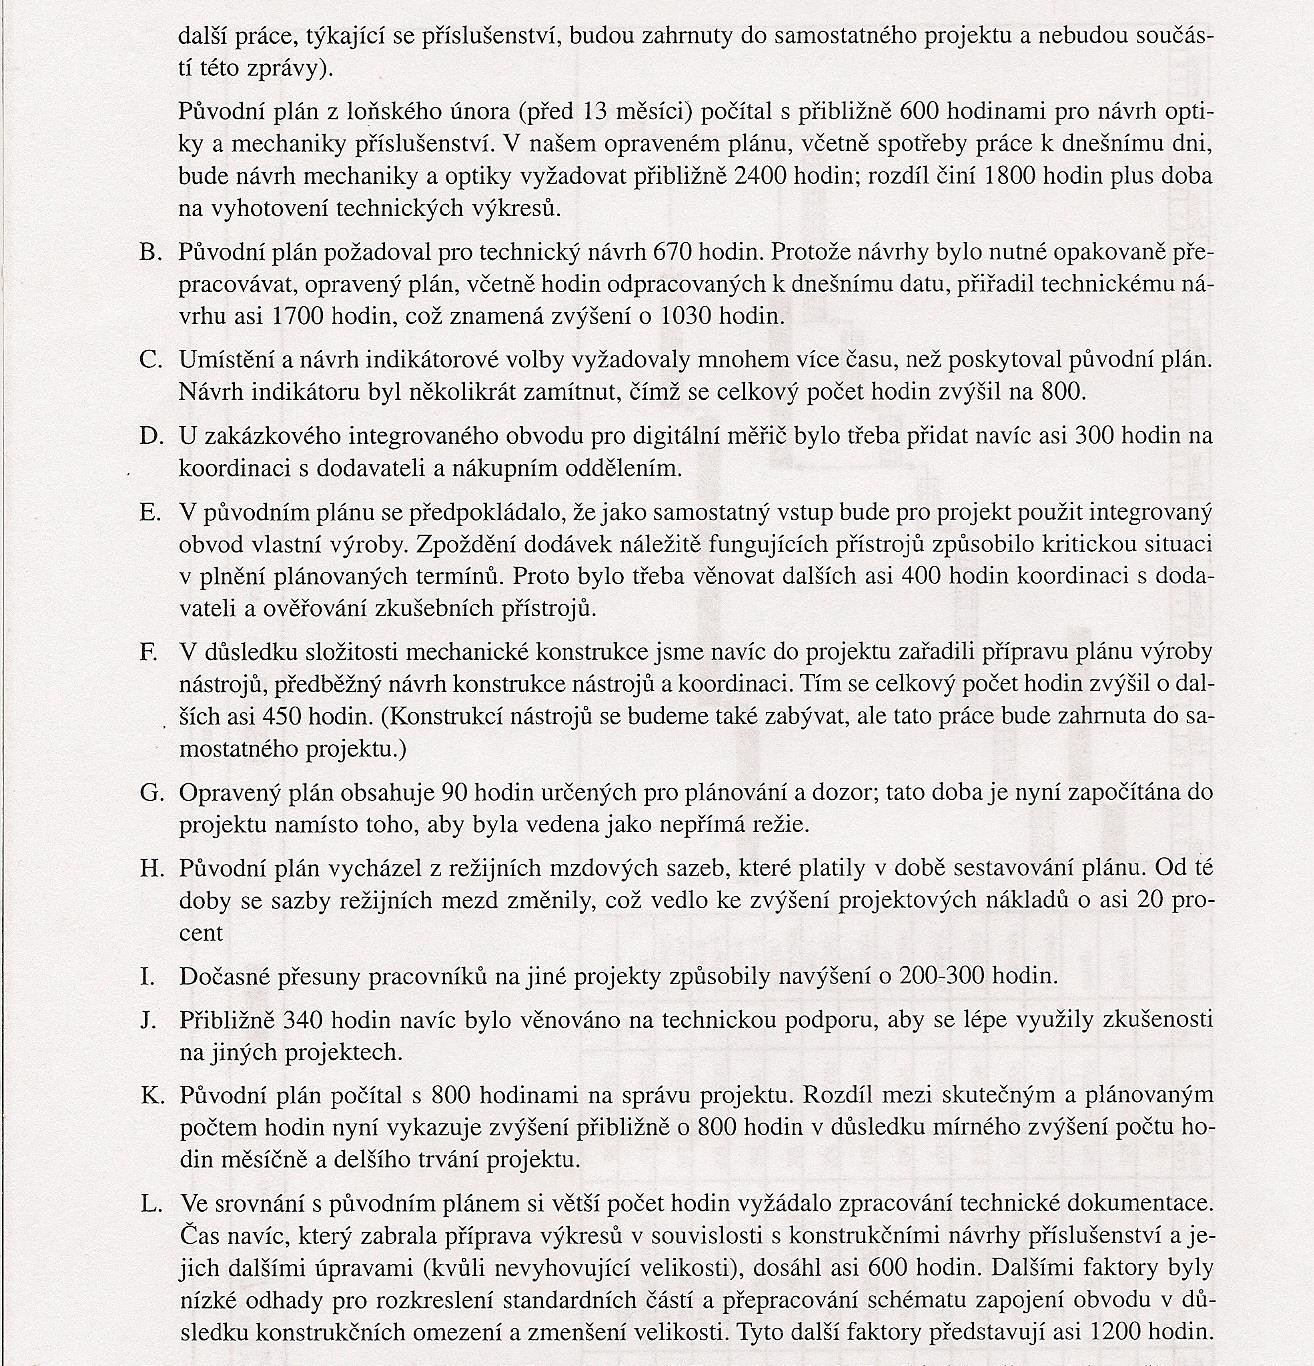 další práce, týkající se příslušenství, budou zahrnuty do samostatného projektu a nebudou součás-
tí této zprávy).
Původní plán z loňského února (před 13 měsíci) počítal s přibližně 600 hodinami pro návrh opti-
ky a mechaniky příslušenství. V našem opraveném plánu, včetně spotřeby práce k dnešnímu dni,
bude návrh mechaniky a optiky vyžadovat přibližně 2400 hodin; rozdíl činí 1800 hodin plus doba
na vyhotovení technických výkresů.
B. Původní plán požadoval pro technický návrh 670 hodin. Protože návrhy bylo nutné opakovaně pře-
pracovávat, opravený plán, včetně hodin odpracovaných k dnešnímu datu, přiřadil technickému ná-
vrhu asi 1700 hodin, což znamená zvýšení o 1030 hodin.
C. Umístění a návrh indikátorové volby vyžadovaly mnohem více času, než poskytoval původní plán.
Návrh indikátoru byl několikrát zamítnut, čímž se celkový počet hodin zvýšil na 800.
D. U zakázkového integrovaného obvodu pro digitální měřič bylo třeba přidat navíc asi 300 hodin na
koordinaci s dodavateli a nákupním oddělením.
E. V původním plánu se předpokládalo, že jako samostatný vstup bude pro projekt použit integrovaný
obvod vlastní výroby. Zpoždění dodávek náležitě fungujících přístrojů způsobilo kritickou situaci
v plnění plánovaných termínů. Proto bylo třeba věnovat dalších asi 400 hodin koordinaci s doda-
vateli a ověřování zkušebních přístrojů.
F. V důsledku složitosti mechanické konstrukce jsme navíc do projektu zařadili přípravu plánu výroby
nástrojů, předběžný návrh konstrukce nástrojů a koordinaci. Tím se celkový počet hodin zvýšil o dal-
ších asi 450 hodin. (Konstrukcí nástrojů se budeme také zabývat, ale tato práce bude zahrnuta do sa-
mostatného projektu.)
G. Opravený plán obsahuje 90 hodin určených pro plánování a dozor; tato doba je nyní započítána do
projektu namísto toho, aby byla vedena jako nepřímá režie.
H. Původní plán vycházel z režijních mzdových sazeb, které platily v době sestavování plánu. Od té
doby se sazby režijních mezd změnily, což vedlo ke zvýšení projektových nákladů o asi 20 pro-
cent
I. Dočasné přesuny pracovníků na jiné projekty způsobily navýšení o 200-300 hodin.
J. Přibližně 340 hodin navíc bylo věnováno na technickou podporu, aby se lépe využily zkušenosti
na jiných projektech.
K. Původní plán počítal s 800 hodinami na správu projektu. Rozdíl mezi skutečným a plánovaným
počtem hodin nyní vykazuje zvýšení přibližně o 800 hodin v důsledku mírného zvýšení počtu ho-
din měsíčně a delšího trvání projektu.
L. Ve srovnání s původním plánem si větší počet hodin vyžádalo zpracování technické dokumentace.
Čas navíc, který zabrala příprava výkresů v souvislosti s konstrukčními návrhy příslušenství a je-
jich dalšími úpravami (kvůli nevyhovující velikosti), dosáhl asi 600 hodin. Dalšími faktory byly
nízké odhady pro rozkreslení standardních částí a přepracování schématu zapojení obvodu v dů-
sledku konstrukčních omezení a zmenšení velikosti. Tyto další faktory představují asi 1200 hodin.